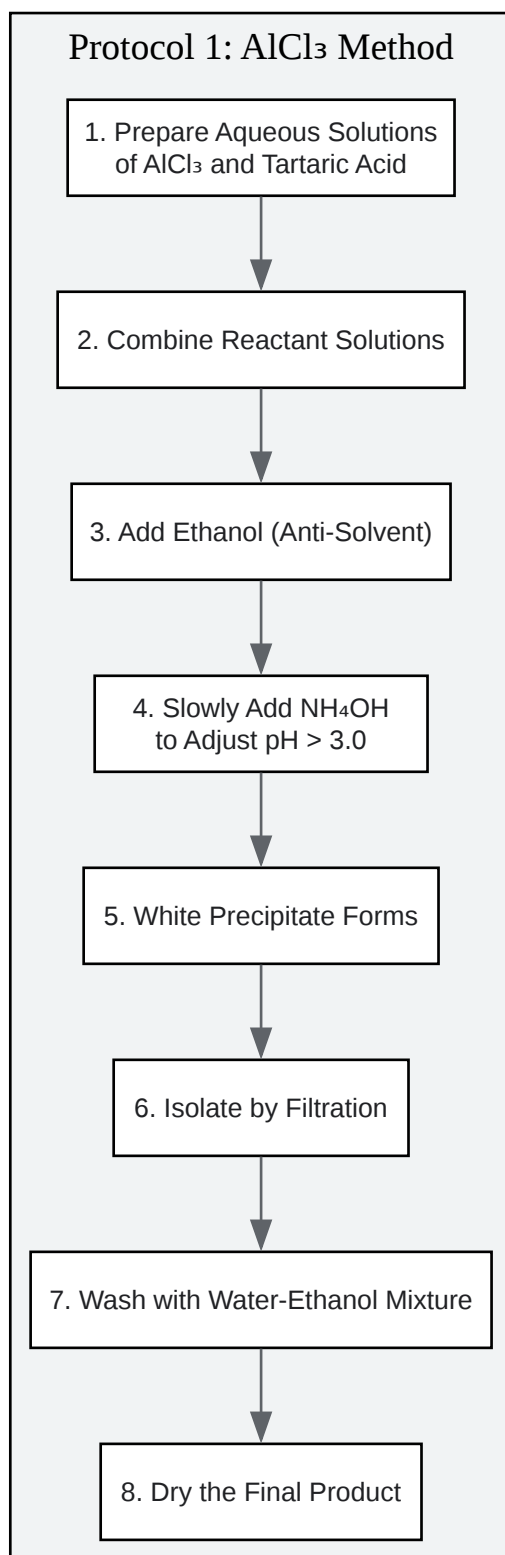 Protocol 1: AlCl₃ Method
1. Prepare Aqueous Solutions
of AlCl₃ and Tartaric Acid
2. Combine Reactant Solutions
3. Add Ethanol (Anti-Solvent)
4. Slowly Add NH₄OH
to Adjust pH > 3.0
5. White Precipitate Forms
6. Isolate by Filtration
7. Wash with Water-Ethanol Mixture
8. Dry the Final Product